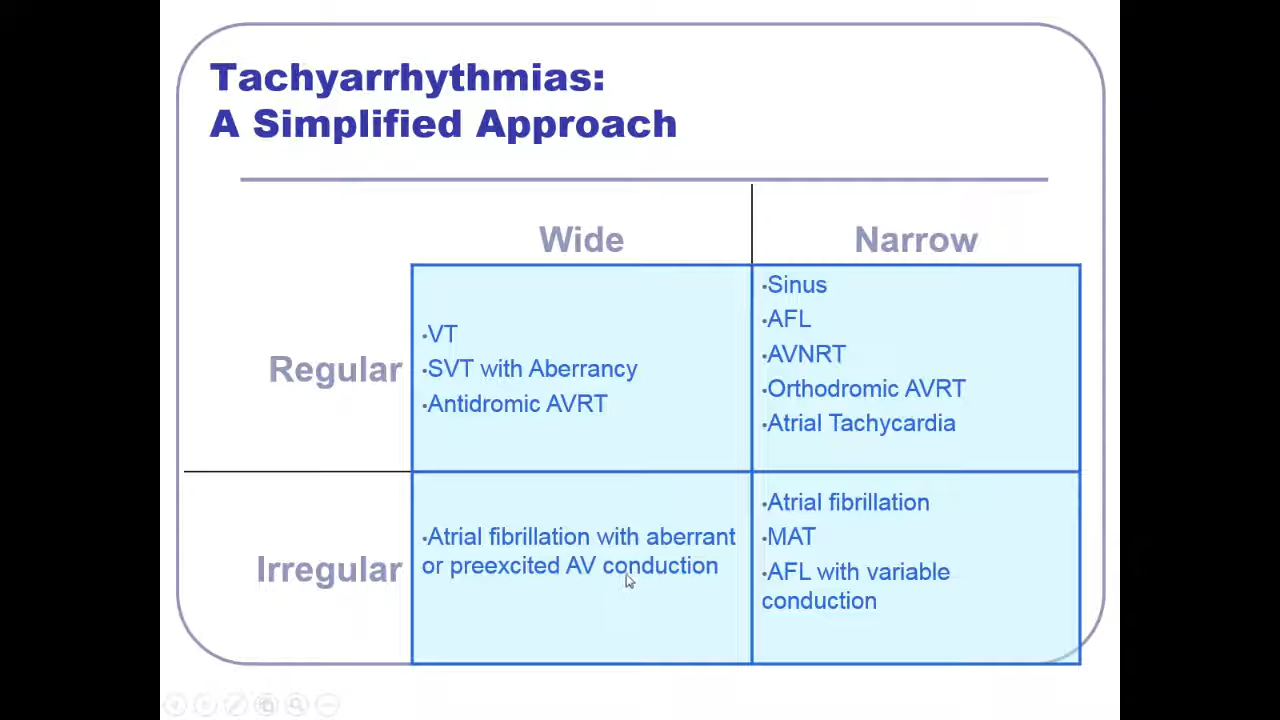 Tachyarrhythmias:
A Simplified Approach
Wide
Narrow
Regular
•VT
•SVT with Aberrancy
•Antidromic AVRT
•Sinus
•AFL
•AVNRT
•Orthodromic AVRT
•Atrial Tachycardia
Irregular
•Atrial fibrillation with aberrant
or preexcited AV conduction
•Atrial fibrillation
•MAT
•AFL with variable
conduction